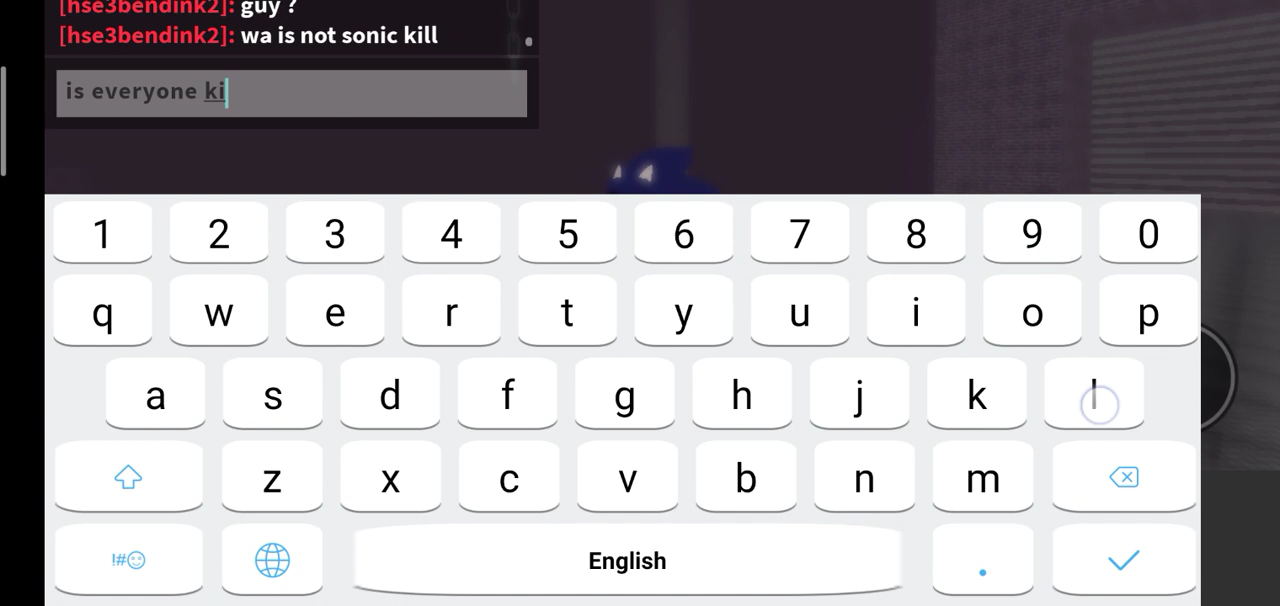 [hse3bendink2]: guy ?
[hse3bendink2]: wa is not sonic kill
is everyone ki
1 2 3 4 5 6 7 8 9 0
q w e r t y u i o p
a s d f g h j k l
z x c v b n m
!#☺ English .